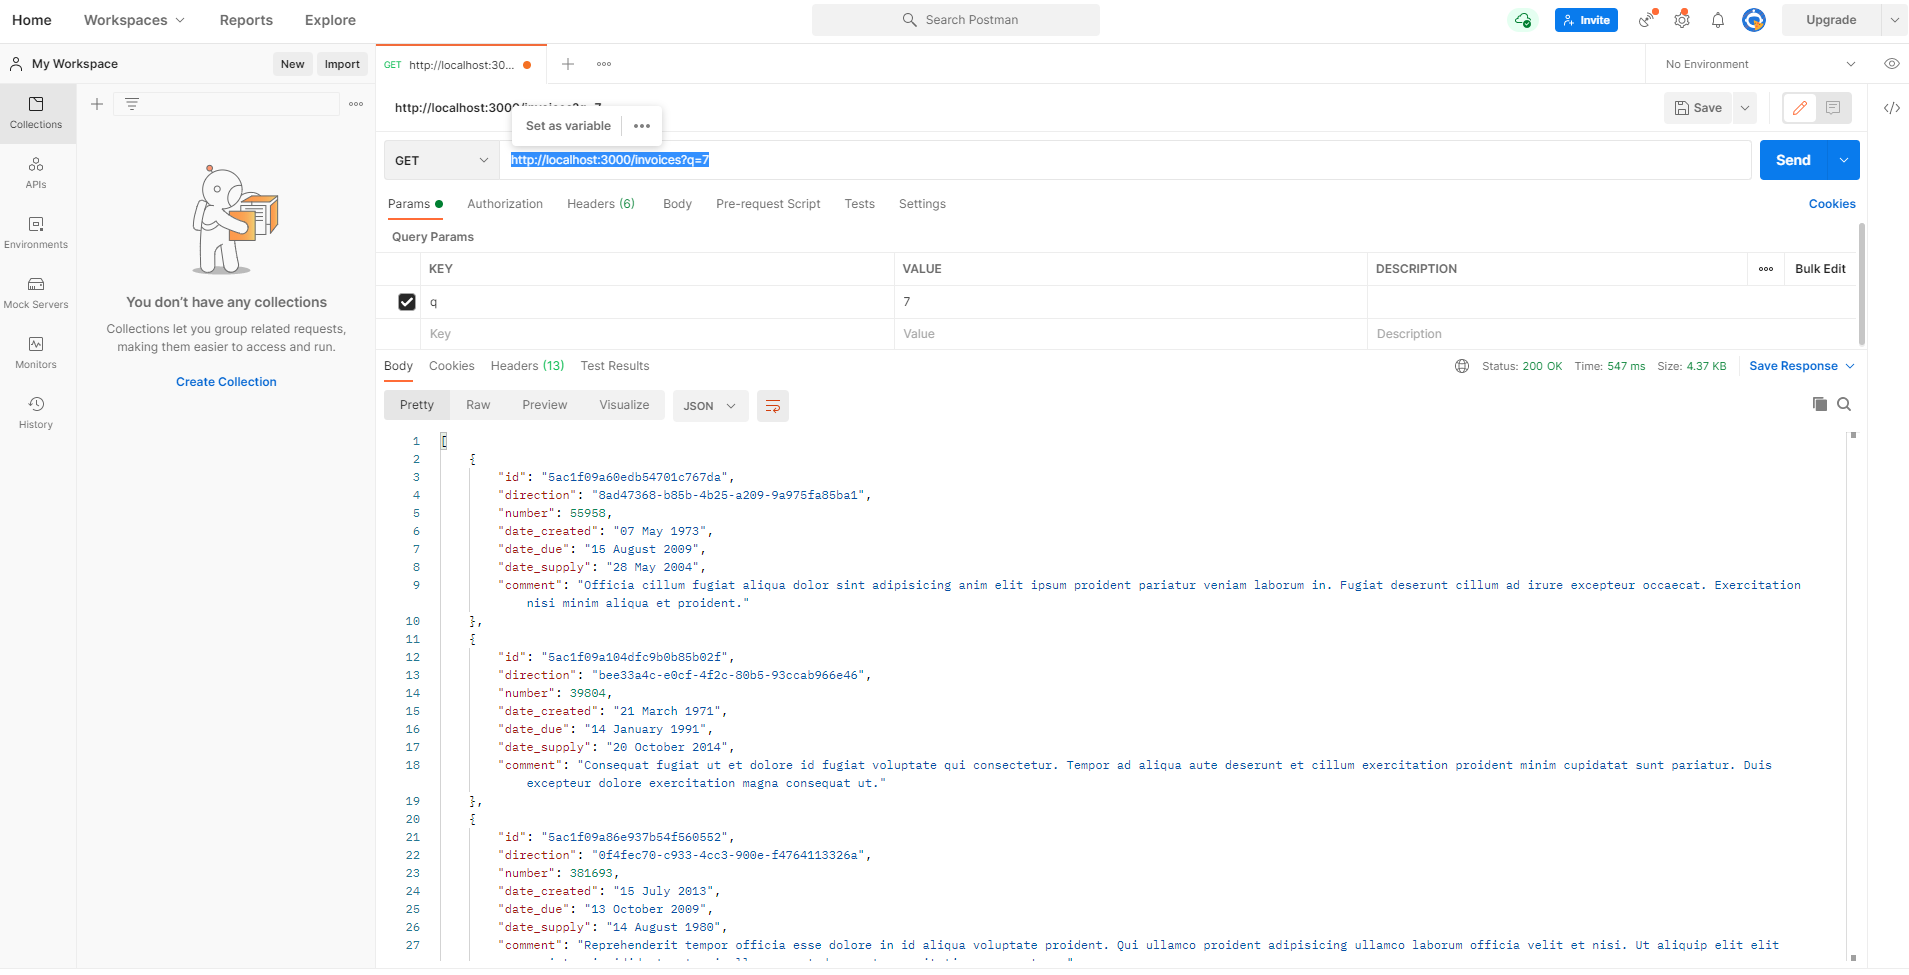 Home Workspaces Reports Explore Search Postman Invite Upgrade
My Workspace New Import GET http://localhost:30... No Environment
Collections
APIs
Environments
Mock Servers
Monitors
History
You don't have any collections
Collections let you group related requests,
making them easier to access and run.
Create Collection
http://localhost:3000/invoices?q=7 Save
Set as variable
GET http://localhost:3000/invoices?q=7 Send
Params Authorization Headers (6) Body Pre-request Script Tests Settings Cookies
Query Params
KEY VALUE DESCRIPTION Bulk Edit
q 7
Key Value Description
Body Cookies Headers (13) Test Results Status: 200 OK Time: 547 ms Size: 4.37 KB Save Response
Pretty Raw Preview Visualize JSON
1 [
2 {
3 "id": "5ac1f09a60edb54701c767da",
4 "direction": "8ad47368-b85b-4b25-a209-9a975fa85ba1",
5 "number": 55958,
6 "date_created": "07 May 1973",
7 "date_due": "15 August 2009",
8 "date_supply": "28 May 2004",
9 "comment": "Officia cillum fugiat aliqua dolor sint adipisicing anim elit ipsum proident pariatur veniam laborum in. Fugiat deserunt cillum ad irure excepteur occaecat. Exercitation
nisi minim aliqua et proident."
10 },
11 {
12 "id": "5ac1f09a104dfc9b0b85b02f",
13 "direction": "bee33a4c-e0cf-4f2c-80b5-93ccab966e46",
14 "number": 39804,
15 "date_created": "21 March 1971",
16 "date_due": "14 January 1991",
17 "date_supply": "20 October 2014",
18 "comment": "Consequat fugiat ut et dolore id fugiat voluptate qui consectetur. Tempor ad aliqua aute deserunt et cillum exercitation proident minim cupidatat sunt pariatur. Duis
excepteur dolore exercitation magna consequat ut."
19 },
20 {
21 "id": "5ac1f09a86e937b54f560552",
22 "direction": "0f4fec70-c933-4cc3-900e-f4764113326a",
23 "number": 381693,
24 "date_created": "15 July 2013",
25 "date_due": "13 October 2009",
26 "date_supply": "14 August 1980",
27 "comment": "Reprehenderit tempor officia esse dolore in id aliqua voluptate proident. Qui ullamco proident adipisicing ullamco laborum officia velit et nisi. Ut aliquip elit elit